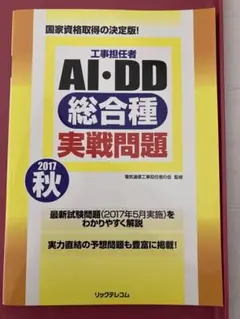 国家資格取得の決定版!
工事担任者
AI・DD
総合種
実戦問題
2017
秋
電気通信工事担任者の会 監修
最新試験問題(2017年5月実施)を
わかりやすく解説
実力直結の予想問題も豊富に掲載!
リックテレコム